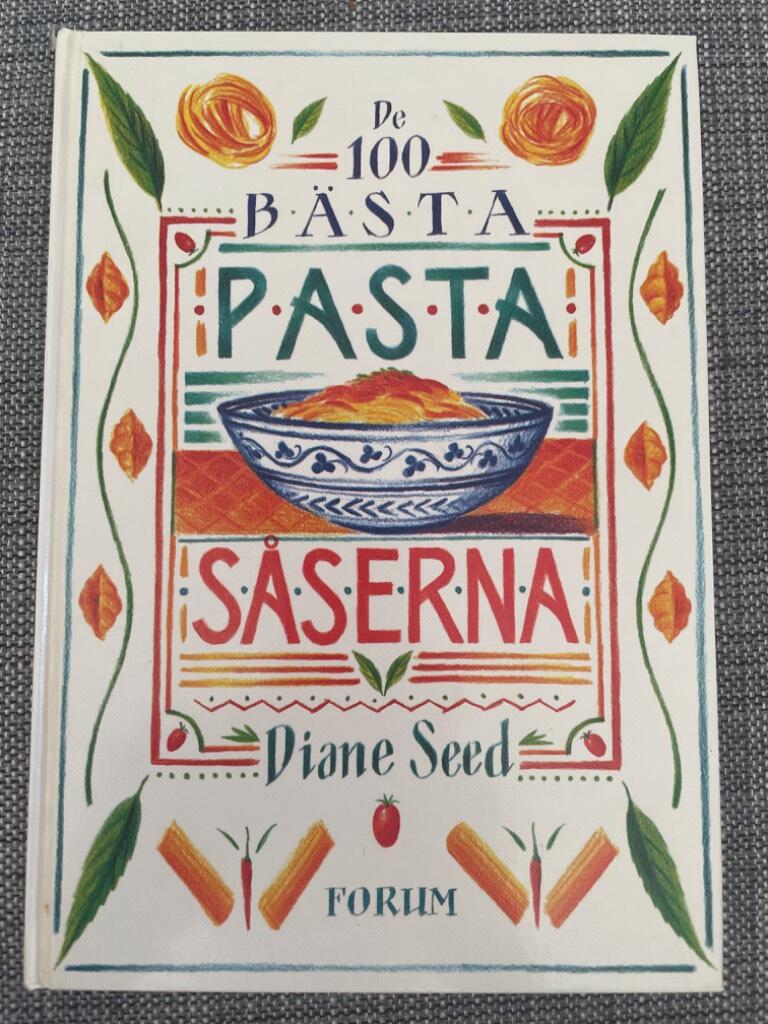 De
100
BÄSTA
PASTA
SÅSERNA
Diane Seed
FORUM